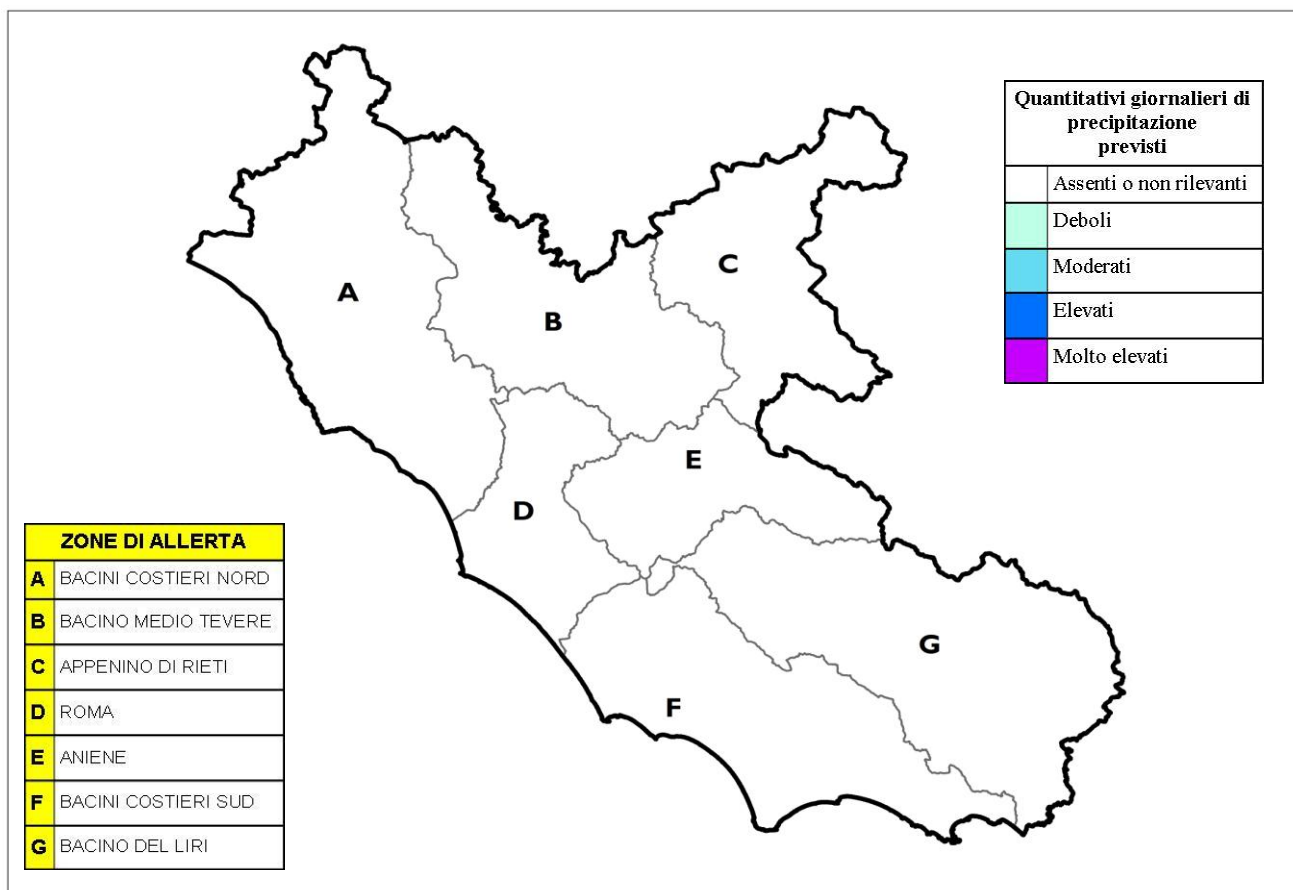 Quantitativi giornalieri di
precipitazione
previsti
Assenti o non rilevanti
Deboli
Moderati
Elevati
Molto elevati
A
B
C
D
E
F
G
ZONE DI ALLERTA
A BACINI COSTIERI NORD
B BACINO MEDIO TEVERE
C APPENINO DI RIETI
D ROMA
E ANIENE
F BACINI COSTIERI SUD
G BACINO DEL LIRI